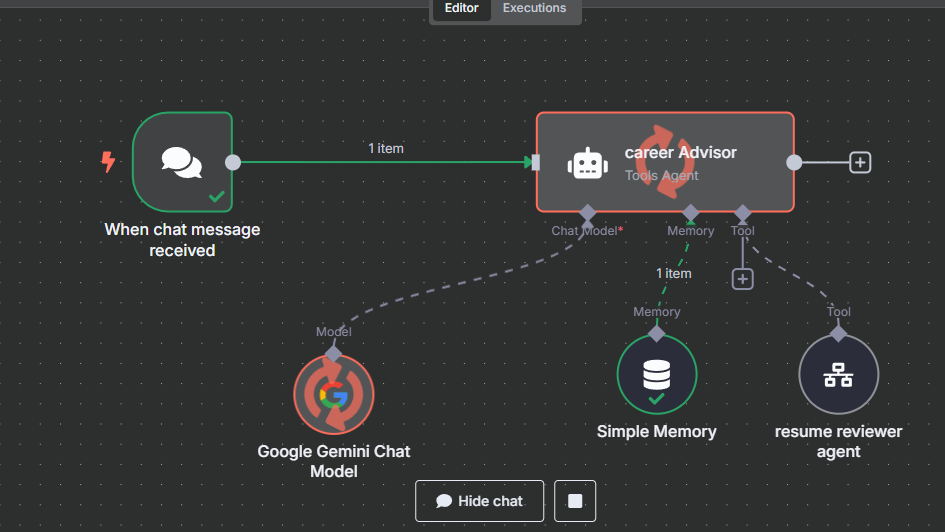 Editor
Executions
1 item
career Advisor
Tools Agent
When chat message
received
Chat Model*
Memory
Tool
1 item
Model
Memory
Tool
Google Gemini Chat
Model
Simple Memory
resume reviewer
agent
Hide chat